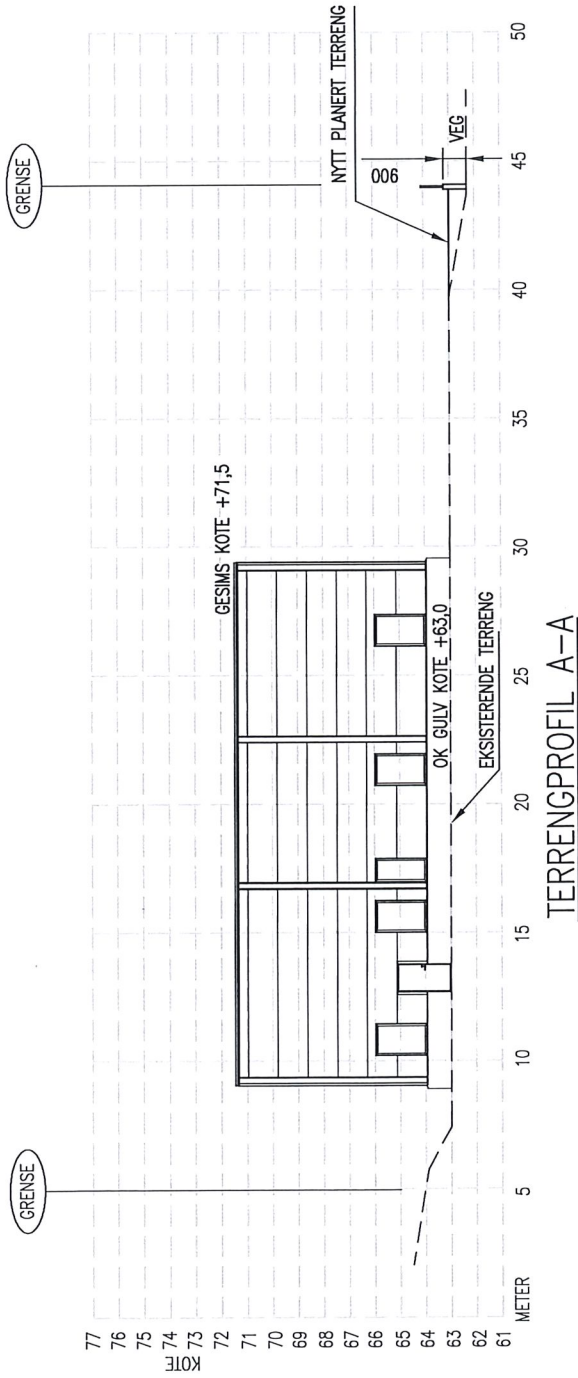 GRENSE
GRENSE
77
76
75
74
73
72
71
70
69
68
67
66
65
64
63
62
61
KOTE
METER
5
10
15
20
25
30
35
40
45
50
GESIMS KOTE +71,5
OK GULV KOTE +63,0
EKSISTERENDE TERRENG
NYTT PLANERT TERRENG
900
VEG
TERRENGPROFIL A-A